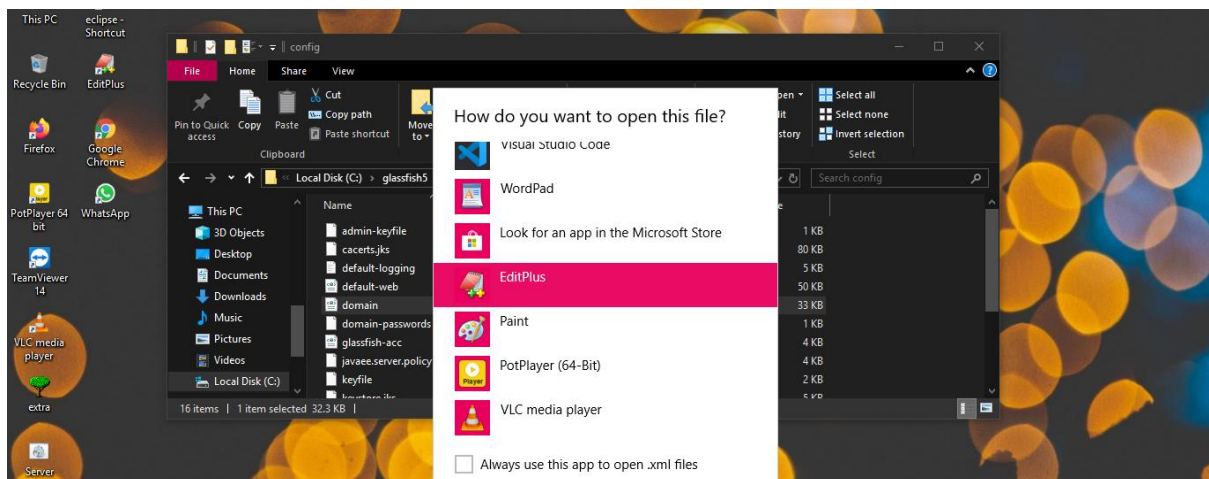 This PC
eclipse -
Shortcut
Recycle Bin
EditPlus
Firefox
Google
Chrome
PotPlayer 64
bit
WhatsApp
TeamViewer
14
VLC media
player
extra
Server
config
File Home Share View
Pin to Quick
access
Copy
Paste
Cut
Copy path
Paste shortcut
Move
to
Clipboard
Select all
Select none
Invert selection
Select
Local Disk (C:) › glassfish5
Search config
This PC
3D Objects
Desktop
Documents
Downloads
Music
Pictures
Videos
Local Disk (C:)
Name
admin-keyfile
cacerts.jks
default-logging
default-web
domain
domain-passwords
glassfish-acc
javaee.server.policy
keyfile
keystore.jks
1 KB
80 KB
5 KB
50 KB
33 KB
1 KB
4 KB
4 KB
2 KB
5 KB
16 items | 1 item selected 32.3 KB |
How do you want to open this file?
Visual Studio Code
WordPad
Look for an app in the Microsoft Store
EditPlus
Paint
PotPlayer (64-Bit)
Player
VLC media player
Always use this app to open .xml files